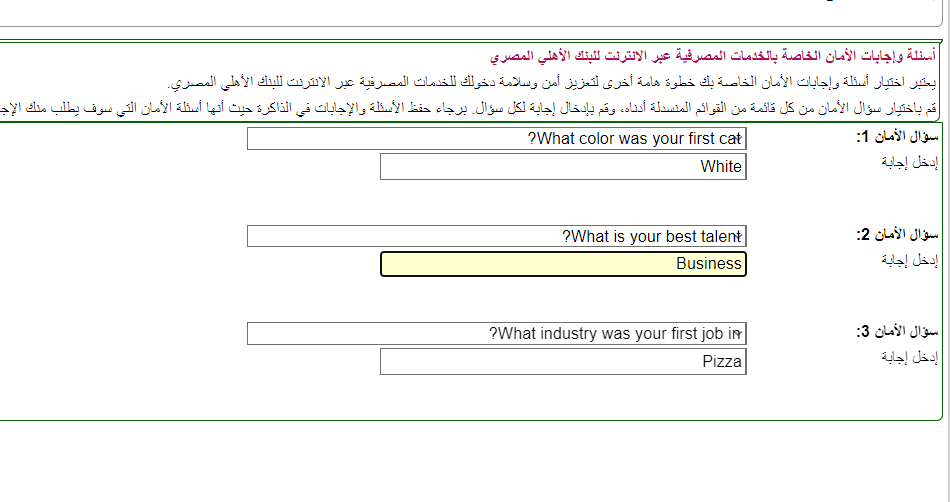 أسئلة وإجابات الأمان الخاصة بالخدمات المصرفية عبر الانترنت للبنك الأهلي المصري
يعتبر اختيار أسئلة وإجابات الأمان الخاصة بك خطوة هامة أخرى لتعزيز أمن وسلامة دخولك للخدمات المصرفية عبر الانترنت للبنك الأهلي المصري.
قم باختيار سؤال الأمان من كل قائمة من القوائم المنسدلة أدناه، وقم بإدخال إجابة لكل سؤال. برجاء حفظ الأسئلة والإجابات في الذاكرة حيث أنها أسئلة الأمان التي سوف يطلب منك
سؤال الأمان 1:
?What color was your first cat
إدخل إجابة
White
سؤال الأمان 2:
?What is your best talent
إدخل إجابة
Business
سؤال الأمان 3:
?What industry was your first job in
إدخل إجابة
Pizza